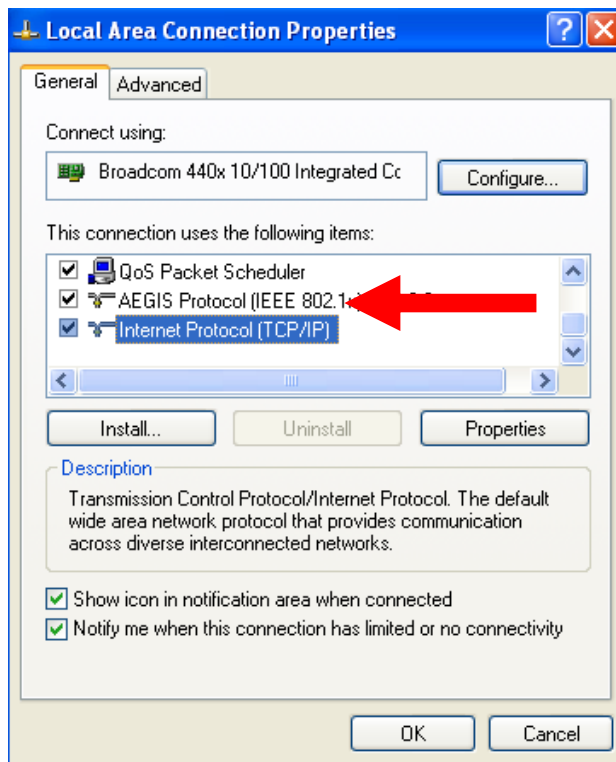 Local Area Connection Properties
General
Advanced
Connect using:
Broadcom 440x 10/100 Integrated Cc
Configure...
This connection uses the following items:
QoS Packet Scheduler
AEGIS Protocol (IEEE 802.1
Internet Protocol (TCP/IP)
Install...
Uninstall
Properties
Description
Transmission Control Protocol/Internet Protocol. The default
wide area network protocol that provides communication
across diverse interconnected networks.
Show icon in notification area when connected
Notify me when this connection has limited or no connectivity
OK
Cancel